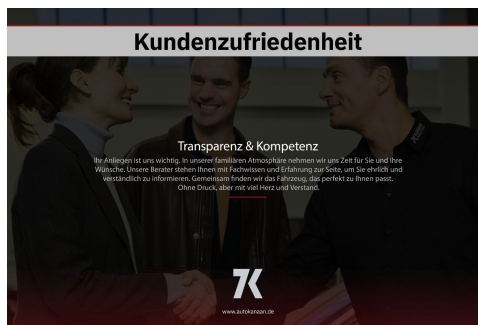 Kundenzufriedenheit
Transparenz & Kompetenz
Ihr Anliegen ist uns wichtig. In unserer familiären Atmosphäre nehmen wir uns Zeit für Sie und Ihre
Wünsche. Unsere Berater stehen Ihnen mit Fachwissen und Erfahrung zur Seite, um Sie ehrlich und
verständlich zu informieren. Gemeinsam finden wir das Fahrzeug, das perfekt zu Ihnen passt.
Ohne Druck, aber mit viel Herz und Verstand.
7K
www.autokanaan.de